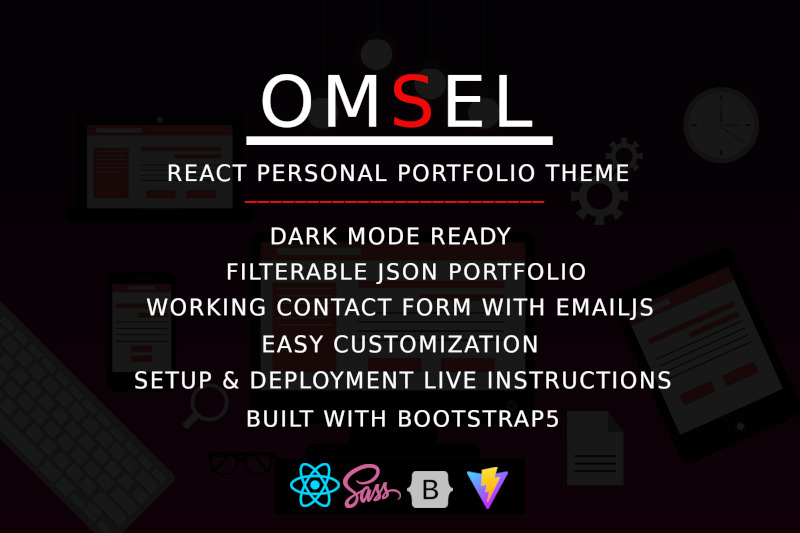 OMSEL
REACT PERSONAL PORTFOLIO THEME
DARK MODE READY
FILTERABLE JSON PORTFOLIO
WORKING CONTACT FORM WITH EMAILJS
EASY CUSTOMIZATION
SETUP & DEPLOYMENT LIVE INSTRUCTIONS
BUILT WITH BOOTSTRAP5
Sass B